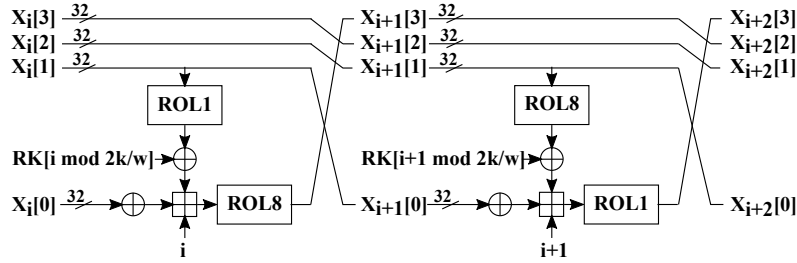 Xi[3] 32 Xi+1[3] 32 Xi+2[3]
Xi[2] 32 Xi+1[2] 32 Xi+2[2]
Xi[1] 32 Xi+1[1] 32 Xi+2[1]
ROL1 ROL8
RK[i mod 2k/w] RK[i+1 mod 2k/w]
Xi[0] 32 ROL8 Xi+1[0] 32 ROL1 Xi+2[0]
i i+1